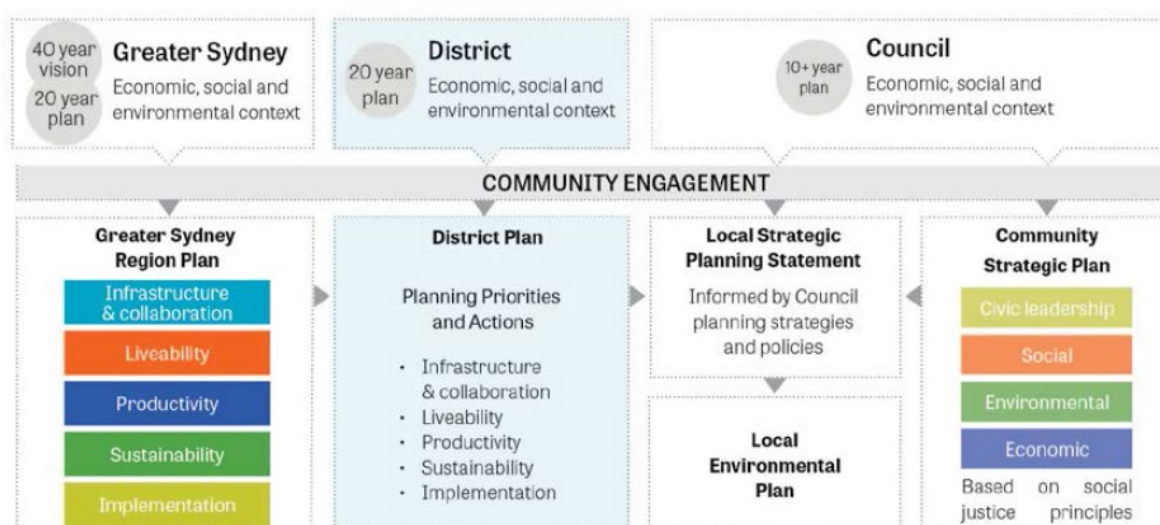 40 year
vision
20 year
plan
Greater Sydney
Economic, social and
environmental context
20 year
plan
District
Economic, social and
environmental context
10+ year
plan
Council
Economic, social and
environmental context
COMMUNITY ENGAGEMENT
Greater Sydney
Region Plan
Infrastructure
& collaboration
Liveability
Productivity
Sustainability
Implementation
District Plan
Planning Priorities
and Actions
• Infrastructure
& collaboration
• Liveability
• Productivity
• Sustainability
• Implementation
Local Strategic
Planning Statement
Informed by Council
planning strategies
and policies
Local
Environmental
Plan
Community
Strategic Plan
Civic leadership
Social
Environmental
Economic
Based on social
justice principles